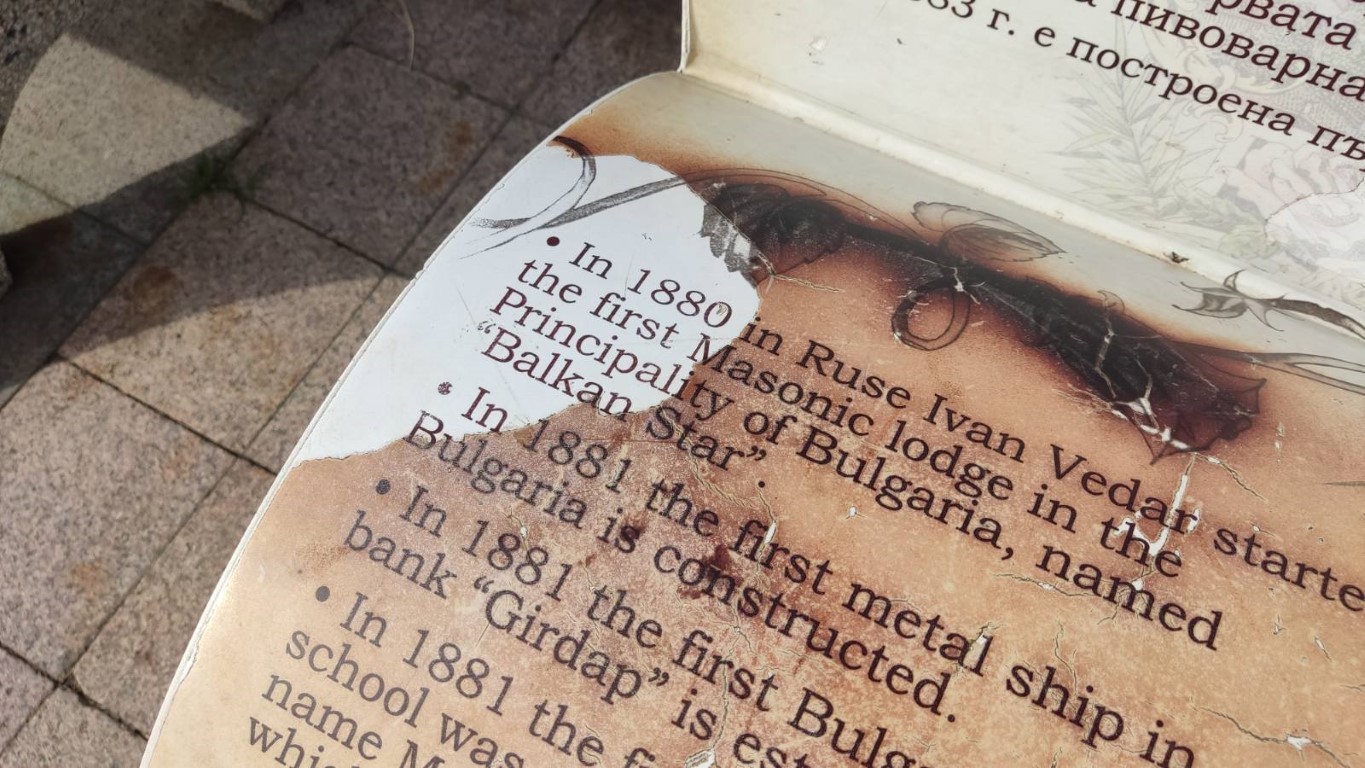 пивоварна
83 г. е построена
• In 1880 in Ruse Ivan Vedar starte
the first Masonic lodge in the
Principality of Bulgaria, named
“Balkan Star”.
• In 1881 the first metal ship in
Bulgaria is constructed.
• In 1881 the first Bulg
bank “Girdap” is est
• In 1881 the fi
school was
name M
whi